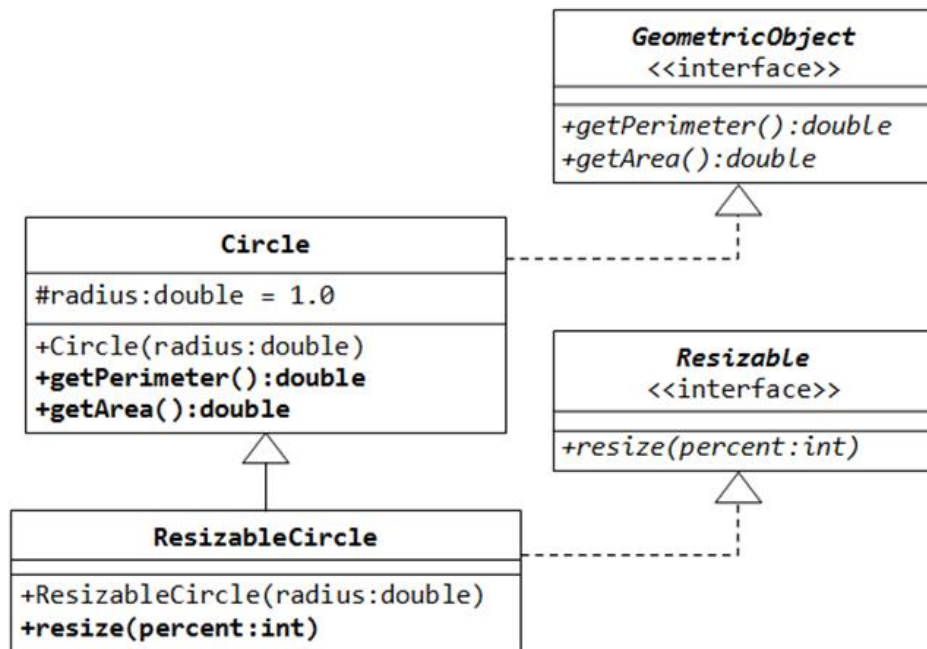 GeometricObject
<<interface>>
+getPerimeter():double
+getArea():double
Circle
#radius:double = 1.0
+Circle(radius:double)
+getPerimeter():double
+getArea():double
Resizable
<<interface>>
+resize(percent:int)
ResizableCircle
+ResizableCircle(radius:double)
+resize(percent:int)